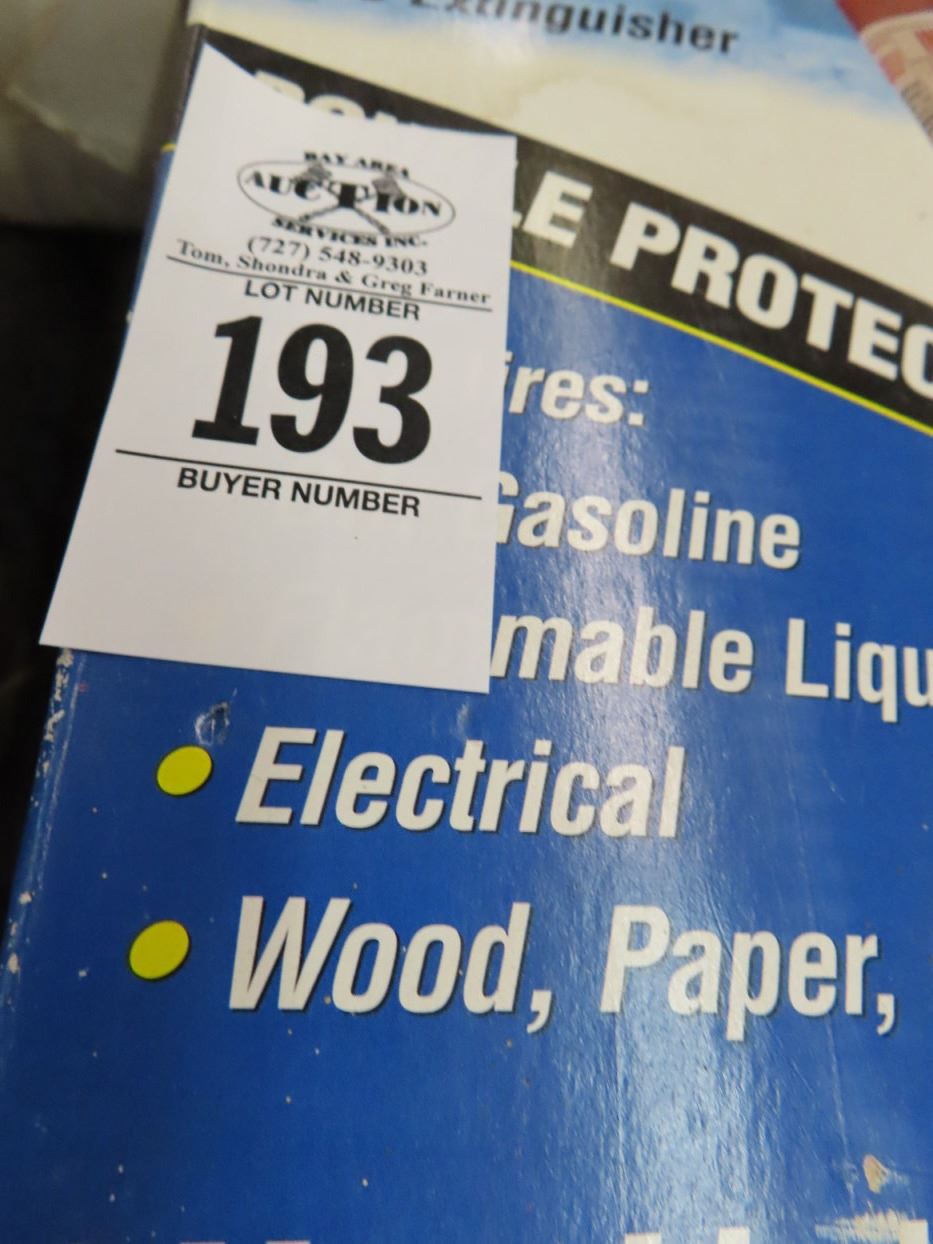 Extinguisher
LE PROTEC
BAY AREA
AUCTION
SERVICES INC.
(727) 548-9303
Tom, Shondra & Greg Farner
LOT NUMBER
193
BUYER NUMBER
ires:
Gasoline
mable Liqu
Electrical
Wood, Paper,